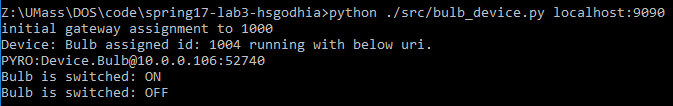 Z:\UMass\DOS\code\spring17-lab3-hsgodhia>python ./src/bulb_device.py localhost:9090
initial gateway assignment to 1000
Device: Bulb assigned id: 1004 running with below uri.
PYRO:Device.Bulb@10.0.0.106:52740
Bulb is switched: ON
Bulb is switched: OFF